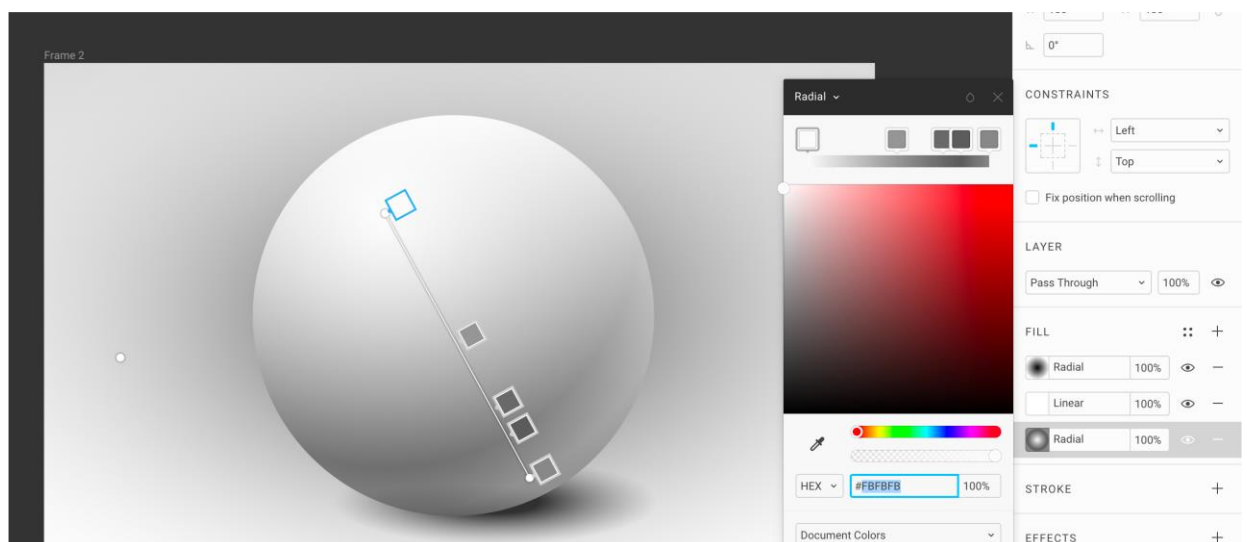 0°
Frame 2
Radial
CONSTRAINTS
Left
Top
Fix position when scrolling
LAYER
Pass Through 100%
FILL
Radial 100%
Linear 100%
Radial 100%
HEX #FBFBFB 100%
STROKE
Document Colors
EFFECTS